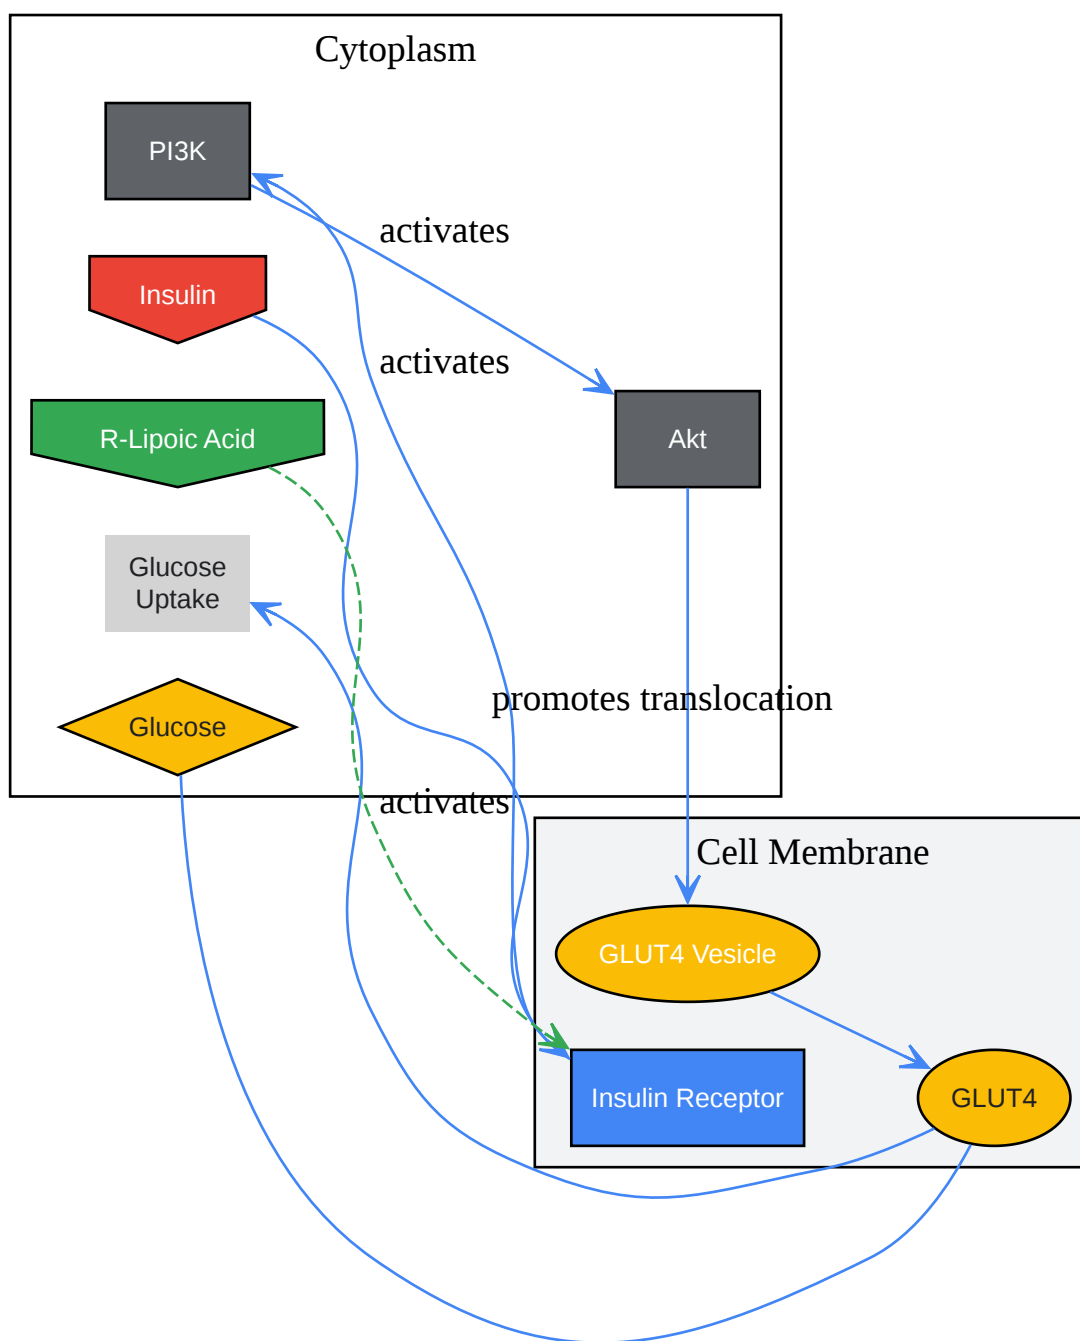 Cytoplasm
PI3K
activates
Insulin
activates
R-Lipoic Acid
Akt
Glucose
Uptake
promotes translocation
Glucose
activates
Cell Membrane
GLUT4 Vesicle
Insulin Receptor
GLUT4